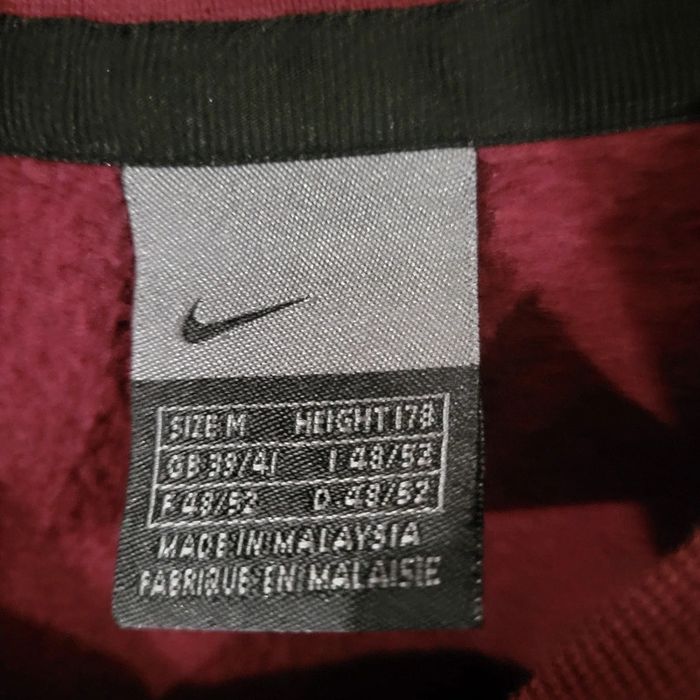 SIZE M HEIGHT 178
GB 39/41 I 48/52
F 48/52 D 48/52
MADE IN MALAYSIA
FABRIQUE EN MALAISIE